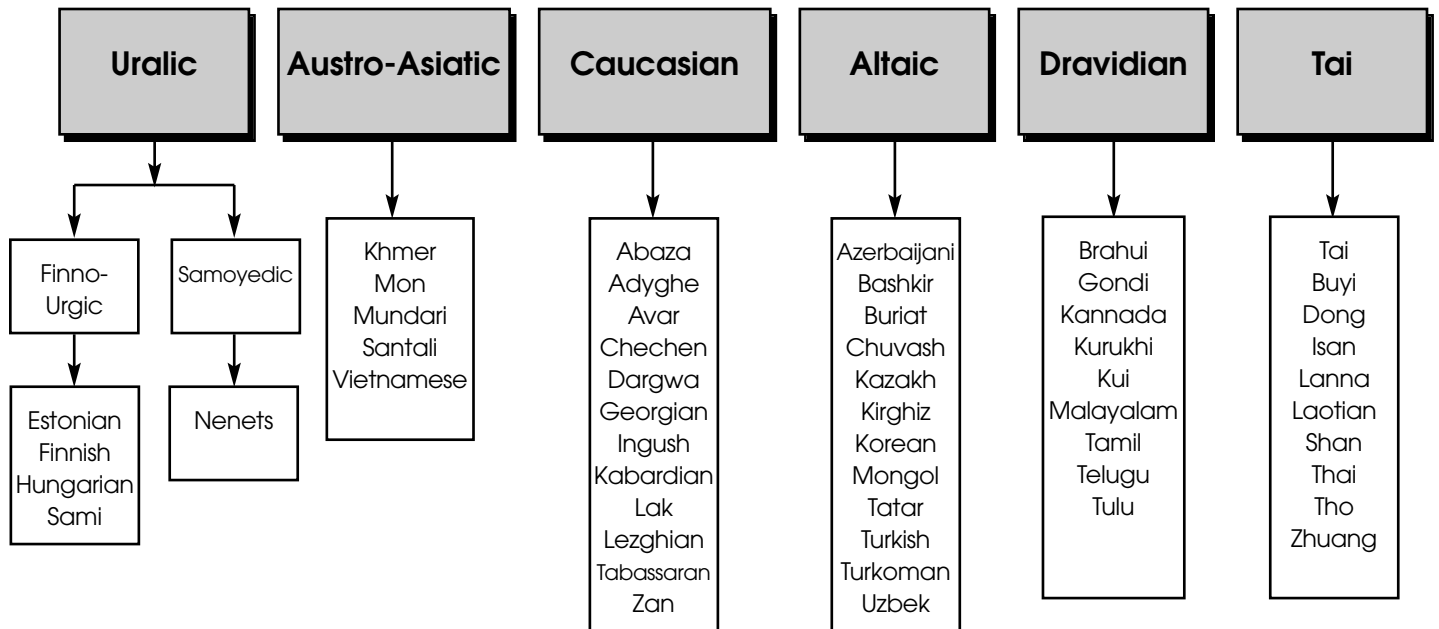 Uralic
Austro-Asiatic
Caucasian
Altaic
Dravidian
Tai
Finno-
Urgic
Samoyedic
Estonian
Finnish
Hungarian
Sami
Nenets
Khmer
Mon
Mundari
Santali
Vietnamese
Abaza
Adyghe
Avar
Chechen
Dargwa
Georgian
Ingush
Kabardian
Lak
Lezghian
Tabassaran
Zan
Azerbaijani
Bashkir
Buriat
Chuvash
Kazakh
Kirghiz
Korean
Mongol
Tatar
Turkish
Turkoman
Uzbek
Brahui
Gondi
Kannada
Kurukhi
Kui
Malayalam
Tamil
Telugu
Tulu
Tai
Buyi
Dong
Isan
Lanna
Laotian
Shan
Thai
Tho
Zhuang